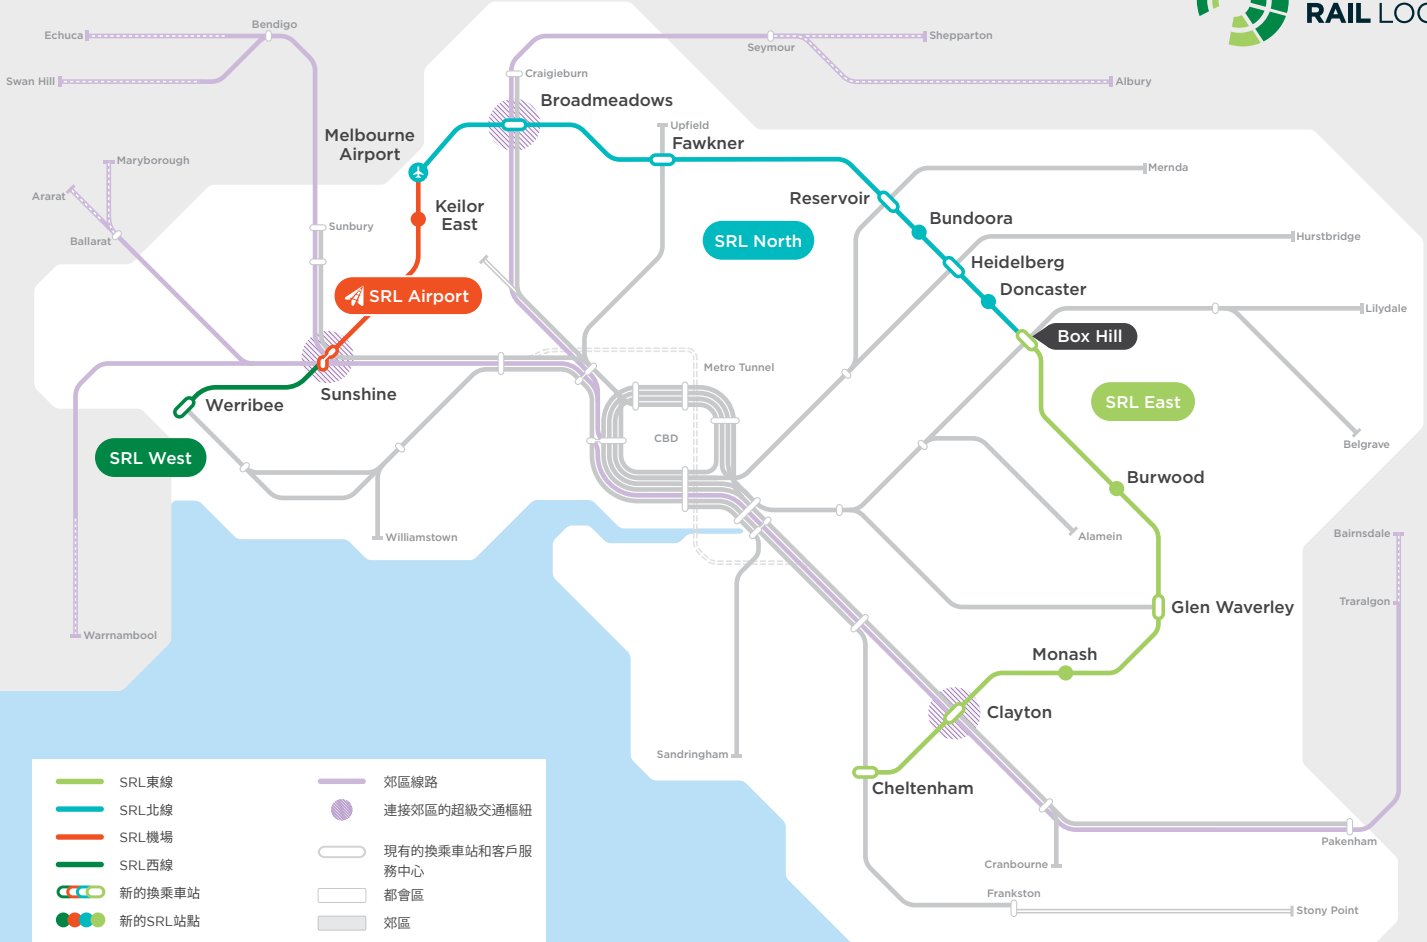 RAIL LOO
Echuca
Bendigo
Swan Hill
Seymour
Shepparton
Albury
Craigieburn
Broadmeadows
Melbourne
Airport
Upfield
Fawkner
Maryborough
Ararat
Ballarat
Sunbury
Keilor
East
Reservoir
Mernda
SRL North
Bundoora
Hurstbridge
Heidelberg
Doncaster
SRL Airport
Lilydale
Box Hill
Metro Tunnel
Sunshine
Werribee
SRL East
CBD
Belgrave
SRL West
Burwood
Williamstown
Alamein
Bairnsdale
Traralgon
Glen Waverley
Warrnambool
Monash
Clayton
Sandringham
Cheltenham
Pakenham
Cranbourne
Frankston
Stony Point
SRL東線
SRL北線
SRL機場
SRL西線
新的換乘車站
新的SRL站點
郊區線路
連接郊區的超級交通樞紐
現有的換乘車站和客戶服
務中心
都會區
郊區